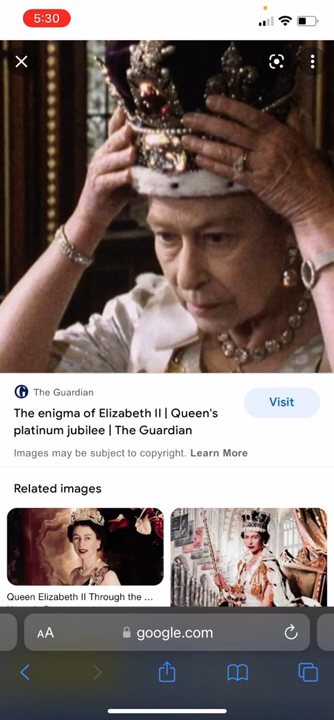 5:30
The Guardian
The enigma of Elizabeth II | Queen's
platinum jubilee | The Guardian
Visit
Images may be subject to copyright. Learn More
Related images
Queen Elizabeth II Through the ...
AA google.com